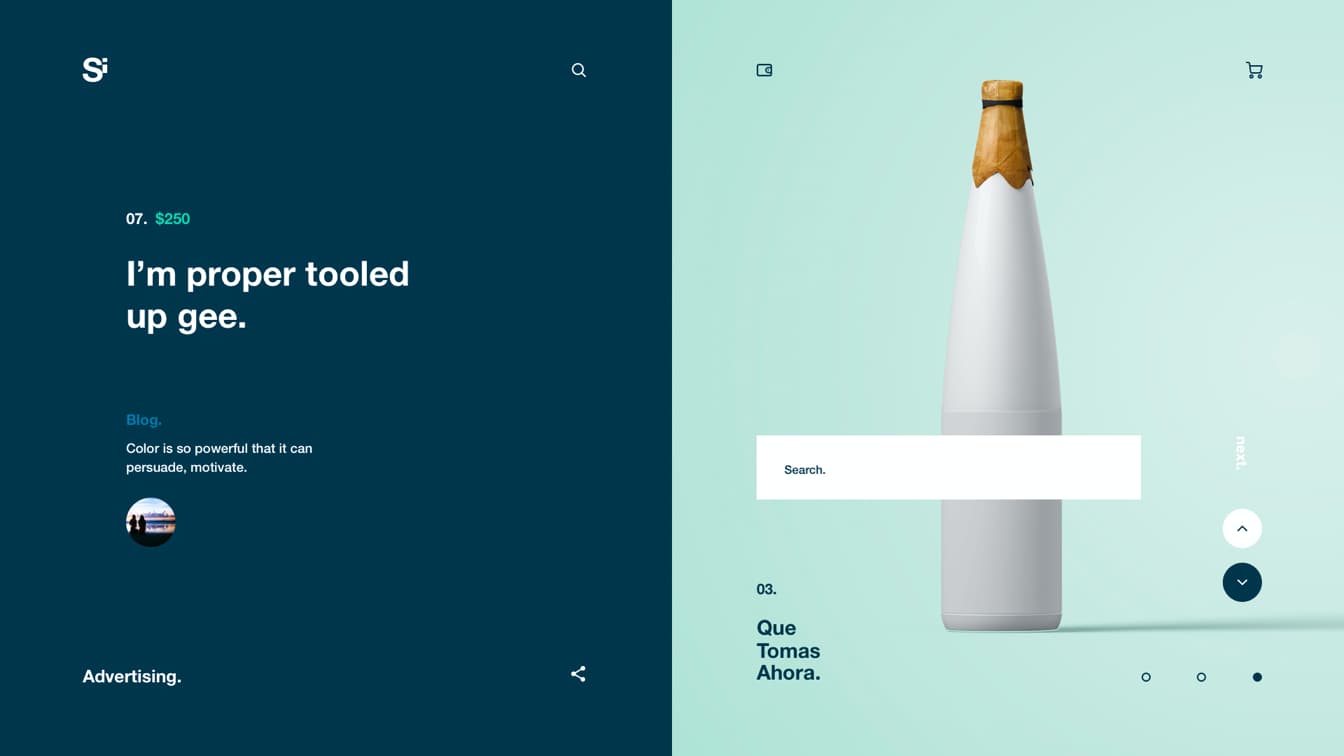 Si
07. $250
I’m proper tooled
up gee.
Blog.
Color is so powerful that it can
persuade, motivate.
Advertising.
Search.
next.
03.
Que
Tomas
Ahora.